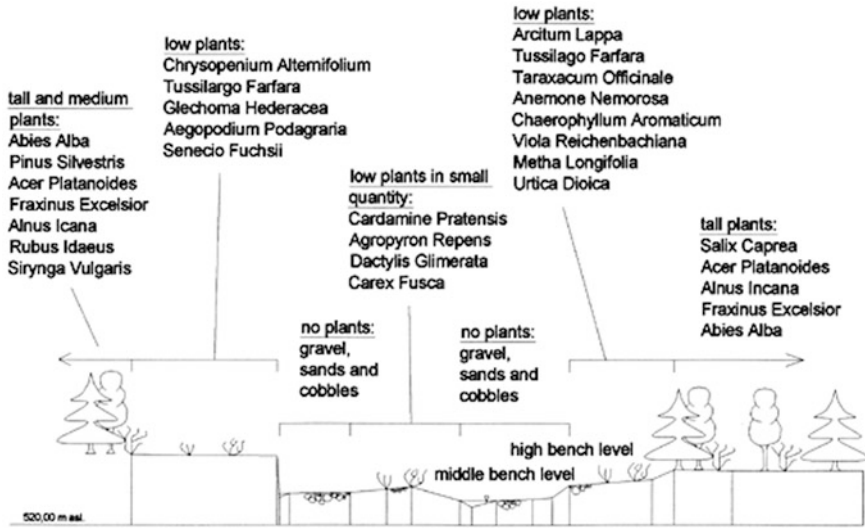 tall and medium
plants:
Abies Alba
Pinus Silvestris
Acer Platanoides
Fraxinus Excelsior
Alnus Icana
Rubus Idaeus
Sirynga Vulgaris
low plants:
Chrysopenium Alternifolium
Tussilargo Farfara
Glechoma Hederacea
Aegopodium Podagraria
Senecio Fuchsii
low plants in small
quantity:
Cardamine Pratensis
Agropyron Repens
Dactylis Glimerata
Carex Fusca
no plants:
gravel,
sands and
cobbles
no plants:
gravel,
sands and
cobbles
low plants:
Arcitum Lappa
Tussilago Farfara
Taraxacum Officinale
Anemone Nemorosa
Chaerophyllum Aromaticum
Viola Reichenbachiana
Metha Longifolia
Urtica Dioica
tall plants:
Salix Caprea
Acer Platanoides
Alnus Incana
Fraxinus Excelsior
Abies Alba
high bench level
middle bench level
520,00 m asl.